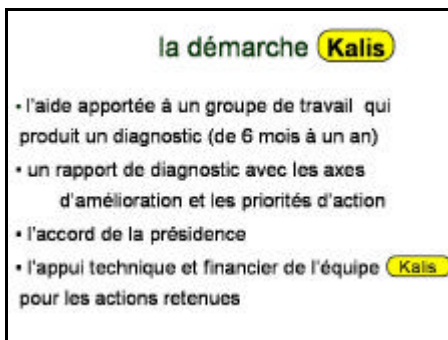 la démarche Kalis
• l'aide apportée à un groupe de travail qui
produit un diagnostic (de 6 mois à un an)
• un rapport de diagnostic avec les axes
d'amélioration et les priorités d'action
• l'accord de la présidence
• l'appui technique et financier de l'équipe Kalis
pour les actions retenues